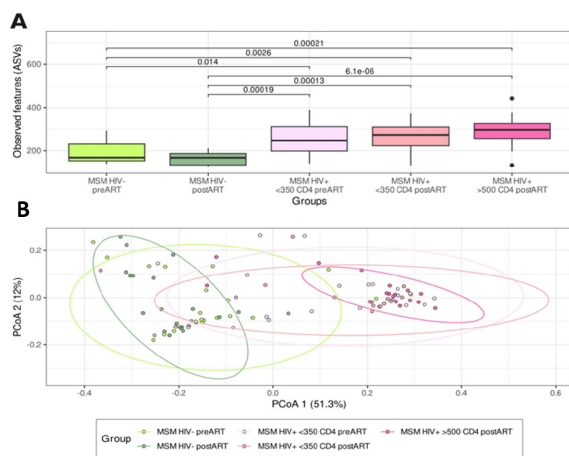 A
0.00021
0.0026
0.014
6.1e-06
0.00013
0.00019
Observed features (ASVs)
600
400
200
MSM HIV- preART
MSM HIV- postART
MSM HIV+ <350 CD4 preART
MSM HIV+ <350 CD4 postART
MSM HIV+ >500 CD4 postART
Groups
B
PCoA 2 (12%)
0.2
0.0
-0.2
-0.4 -0.2 0.0 0.2 0.4 0.6
PCoA 1 (51.3%)
Group
MSM HIV- preART MSM HIV+ <350 CD4 preART MSM HIV+ >500 CD4 postART
MSM HIV- postART MSM HIV+ <350 CD4 postART